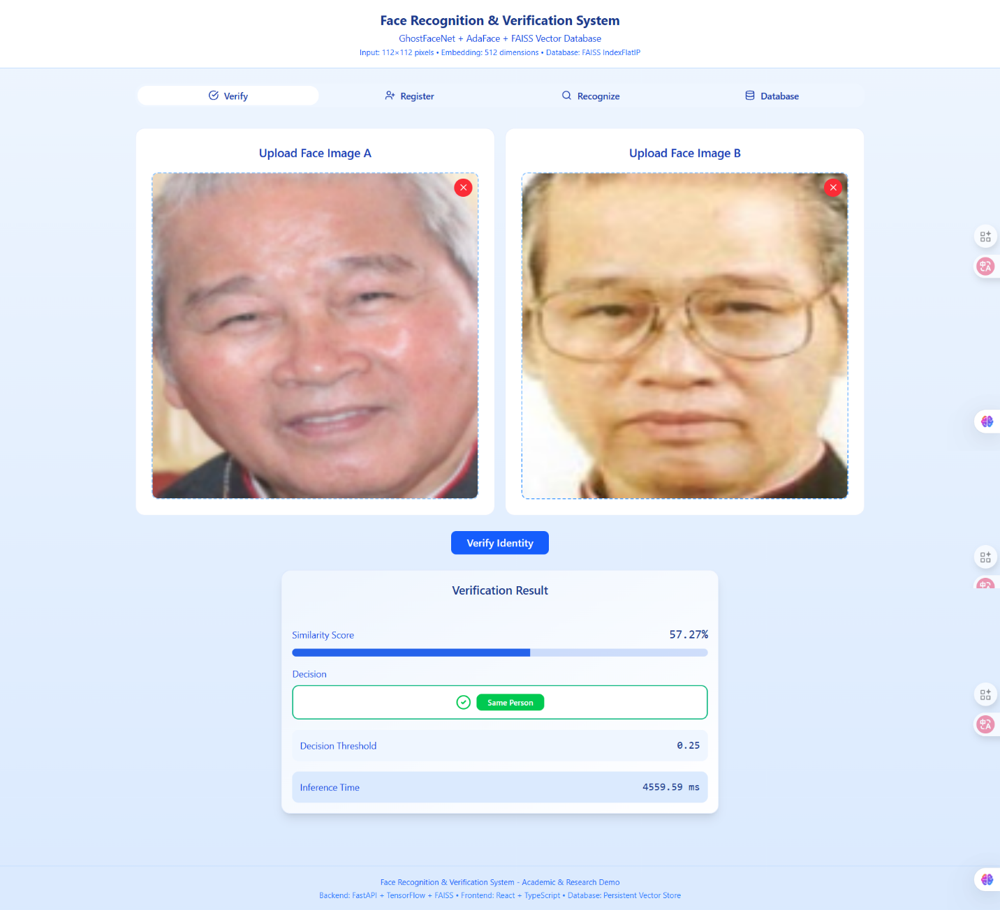 Face Recognition & Verification System
GhostFaceNet + AdaFace + FAISS Vector Database
Input: 112×112 pixels • Embedding: 512 dimensions • Database: FAISS IndexFlatIP
Verify
Register
Recognize
Database
Upload Face Image A
Upload Face Image B
Verify Identity
Verification Result
Similarity Score
57.27%
Decision
Same Person
Decision Threshold
0.25
Inference Time
4559.59 ms
Face Recognition & Verification System - Academic & Research Demo
Backend: FastAPI + TensorFlow + FAISS • Frontend: React + TypeScript • Database: Persistent Vector Store